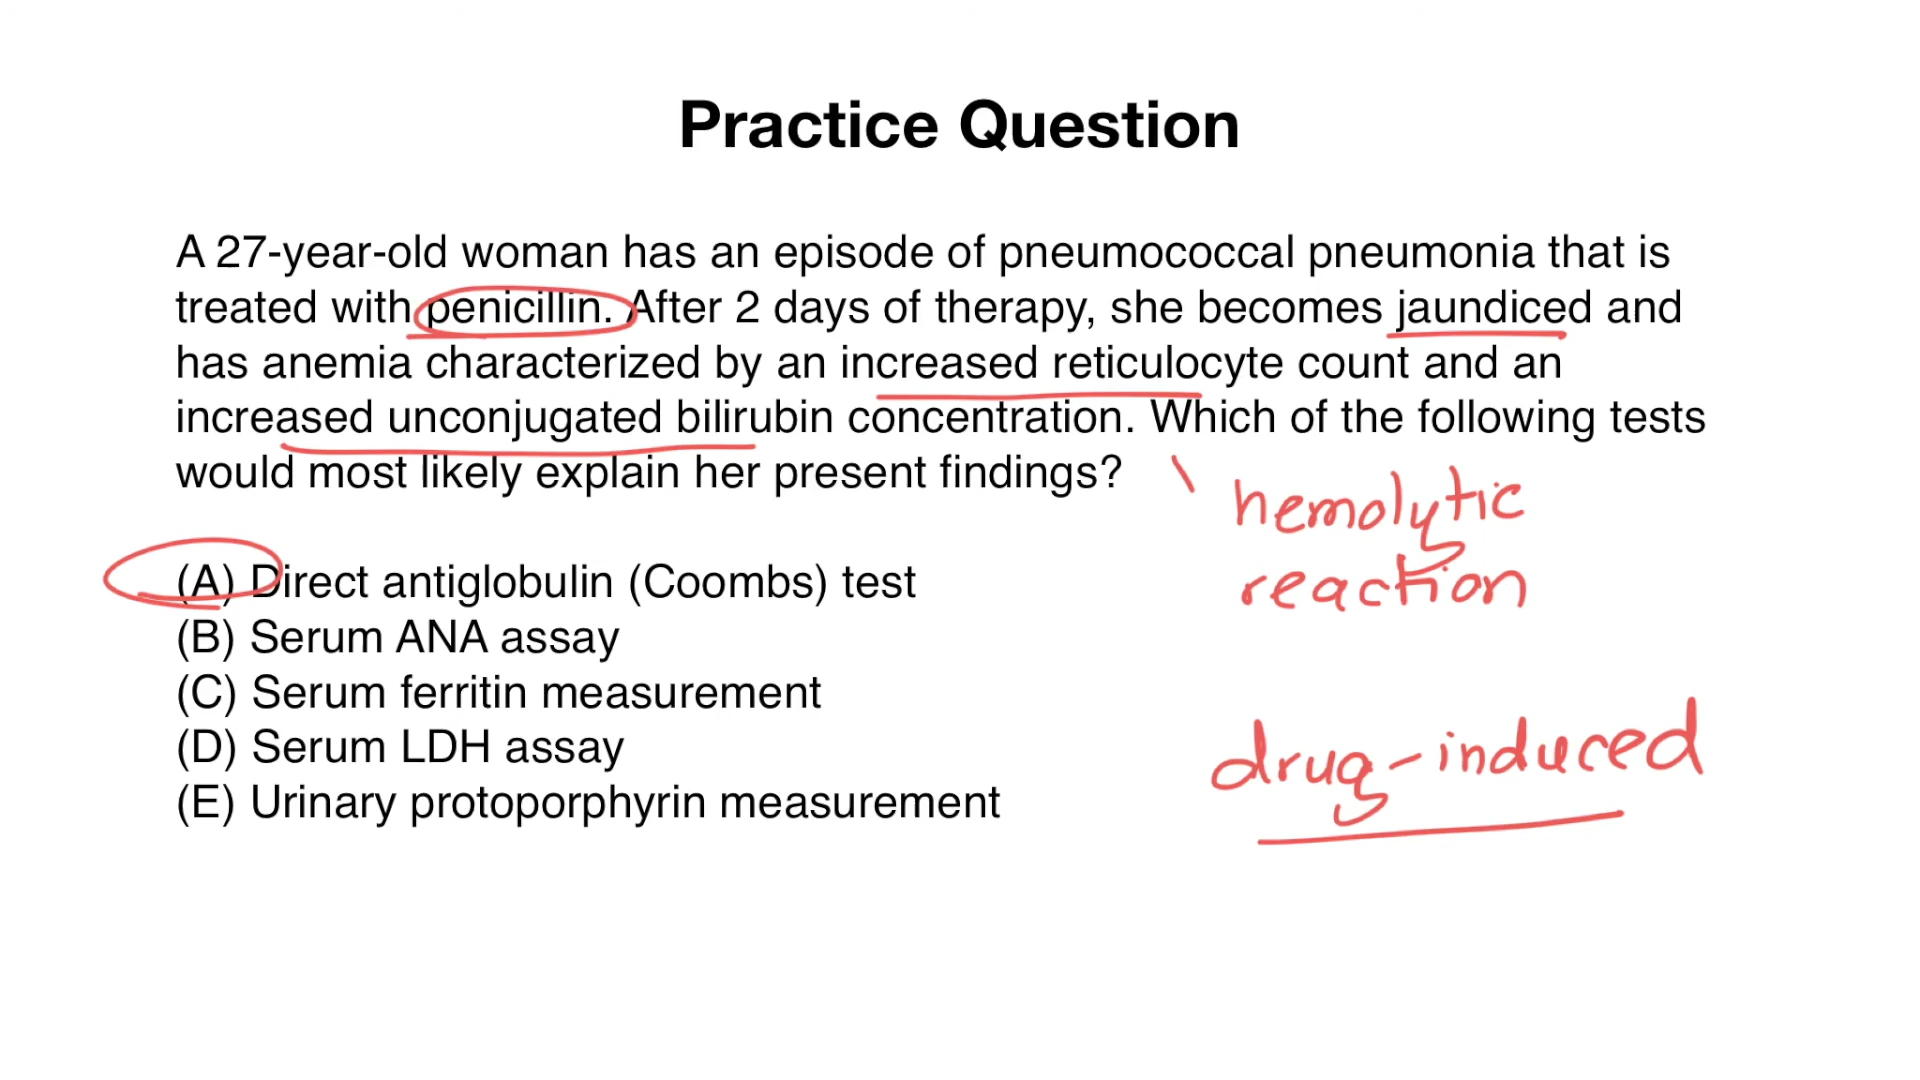 Practice Question
A 27-year-old woman has an episode of pneumococcal pneumonia that is
treated with penicillin. After 2 days of therapy, she becomes jaundiced and
has anemia characterized by an increased reticulocyte count and an
increased unconjugated bilirubin concentration. Which of the following tests
would most likely explain her present findings?
hemolytic
reaction
(A) Direct antiglobulin (Coombs) test
(B) Serum ANA assay
(C) Serum ferritin measurement
(D) Serum LDH assay
(E) Urinary protoporphyrin measurement
drug-induced